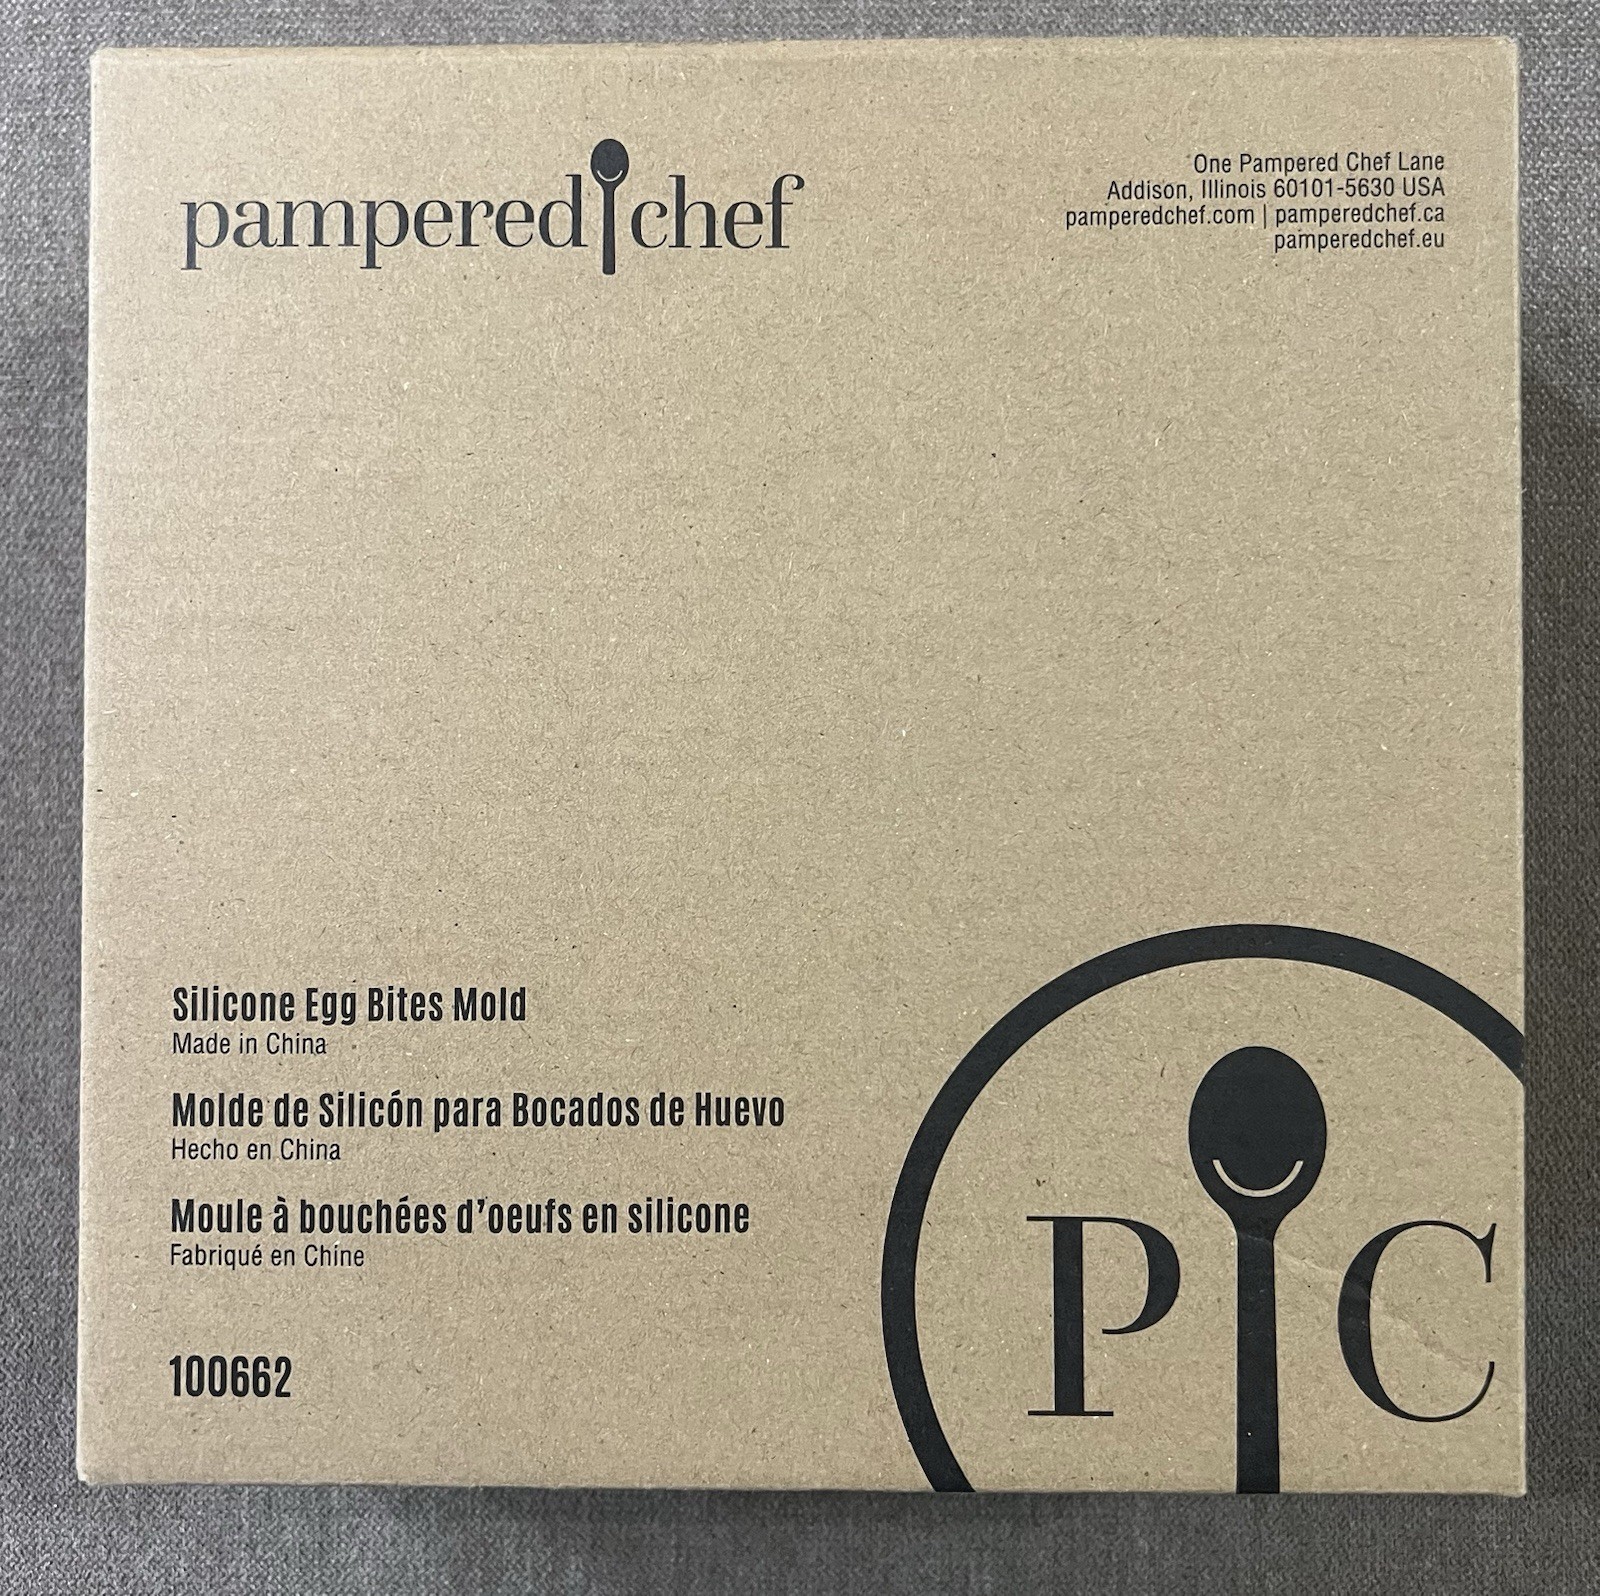 pampered chef
One Pampered Chef Lane
Addison, Illinois 60101-5630 USA
pamperedchef.com | pamperedchef.ca
pamperedchef.eu
Silicone Egg Bites Mold
Made in China
Molde de Silicón para Bocados de Huevo
Hecho en China
Moule à bouchées d’oeufs en silicone
Fabriqué en Chine
100662
P C